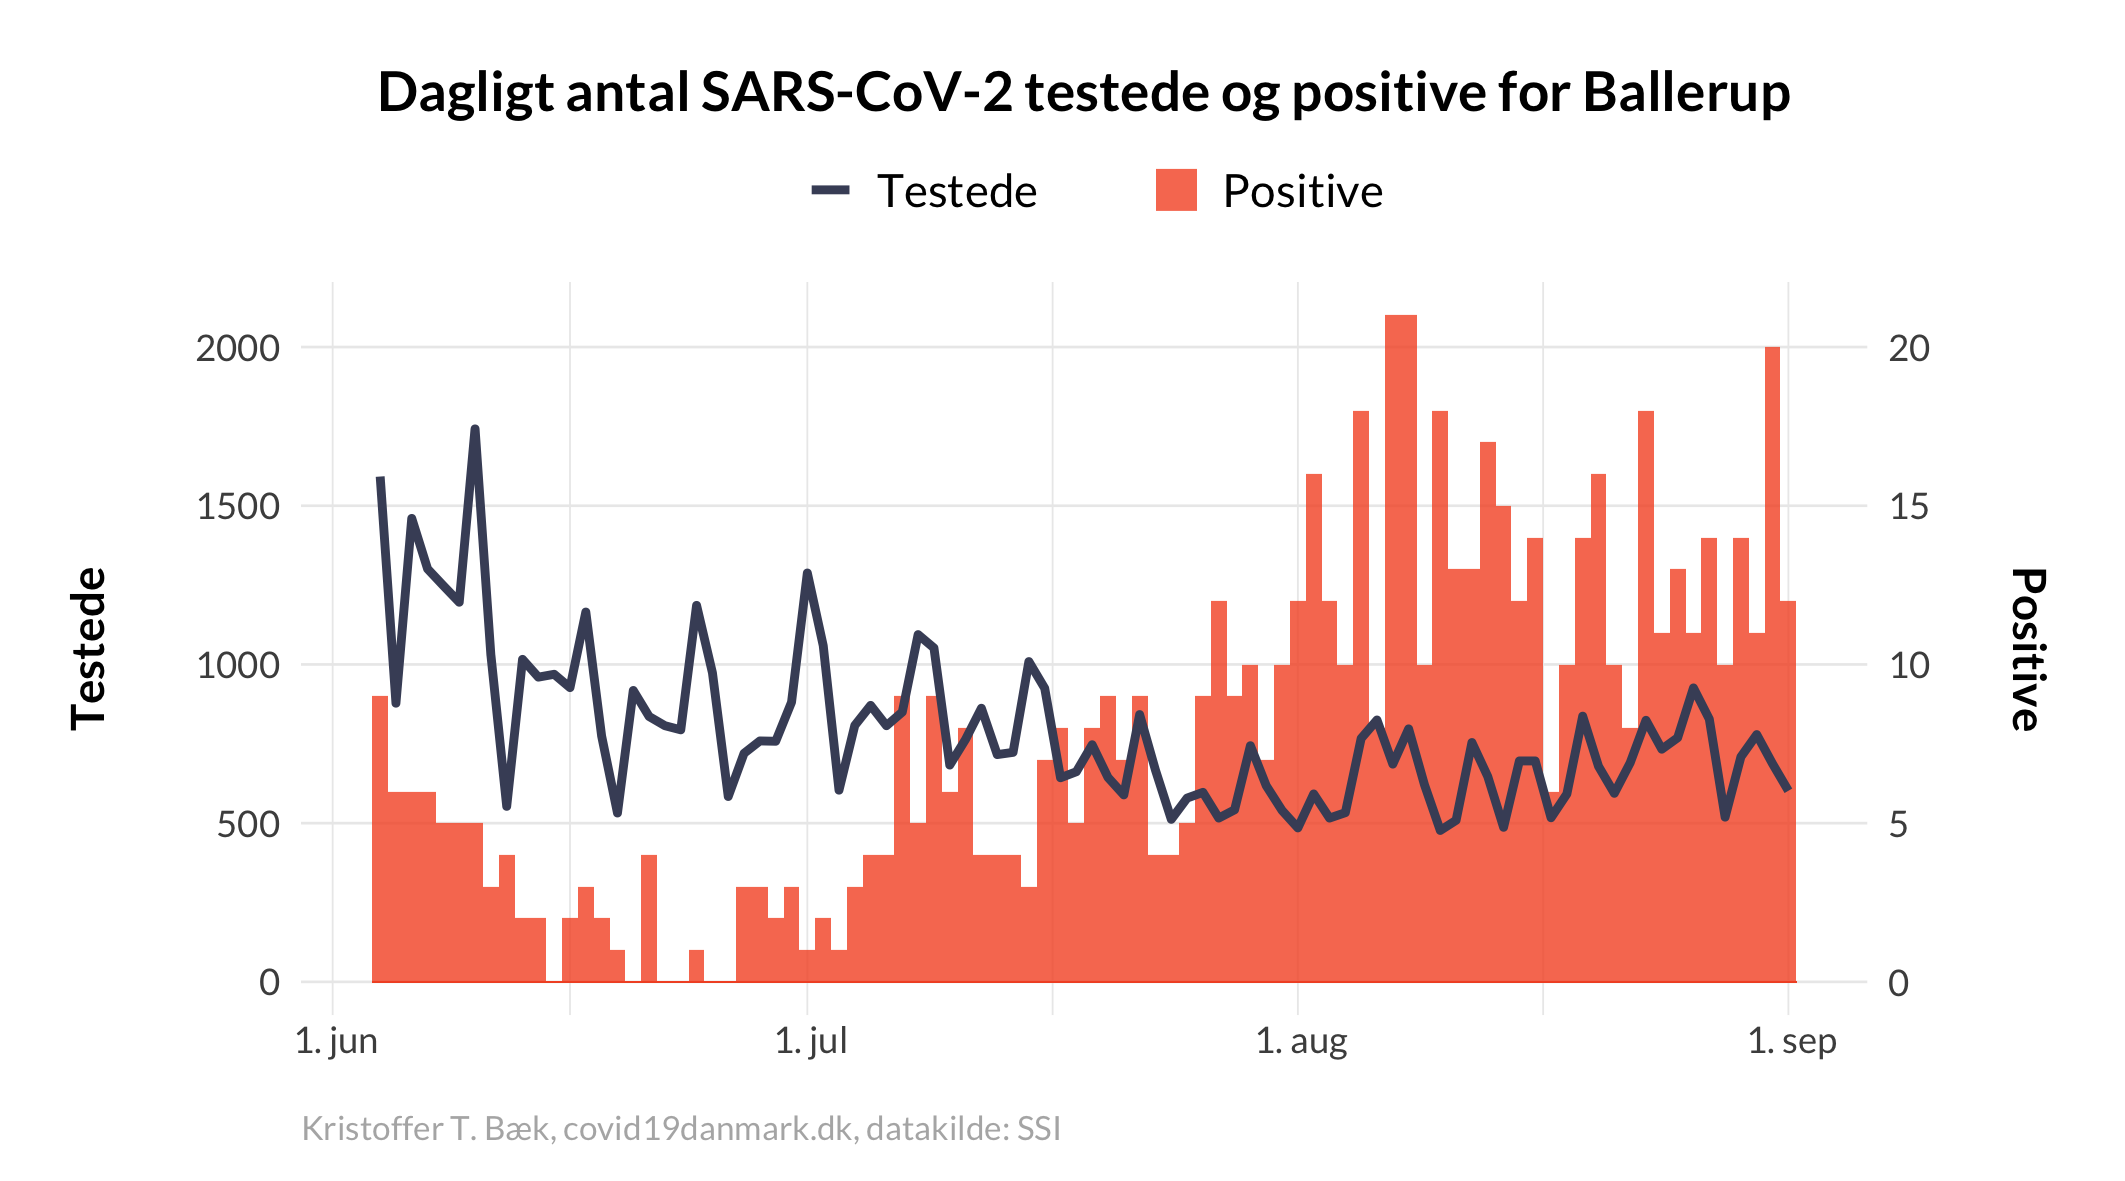 Dagligt antal SARS-CoV-2 testede og positive for Ballerup
Testede Positive
2000 20
1500 15
1000 10
500 5
0 0
Testede
Positive
1. jun 1. jul 1. aug 1. sep
Kristoffer T. Bæk, covid19danmark.dk, datakilde: SSI